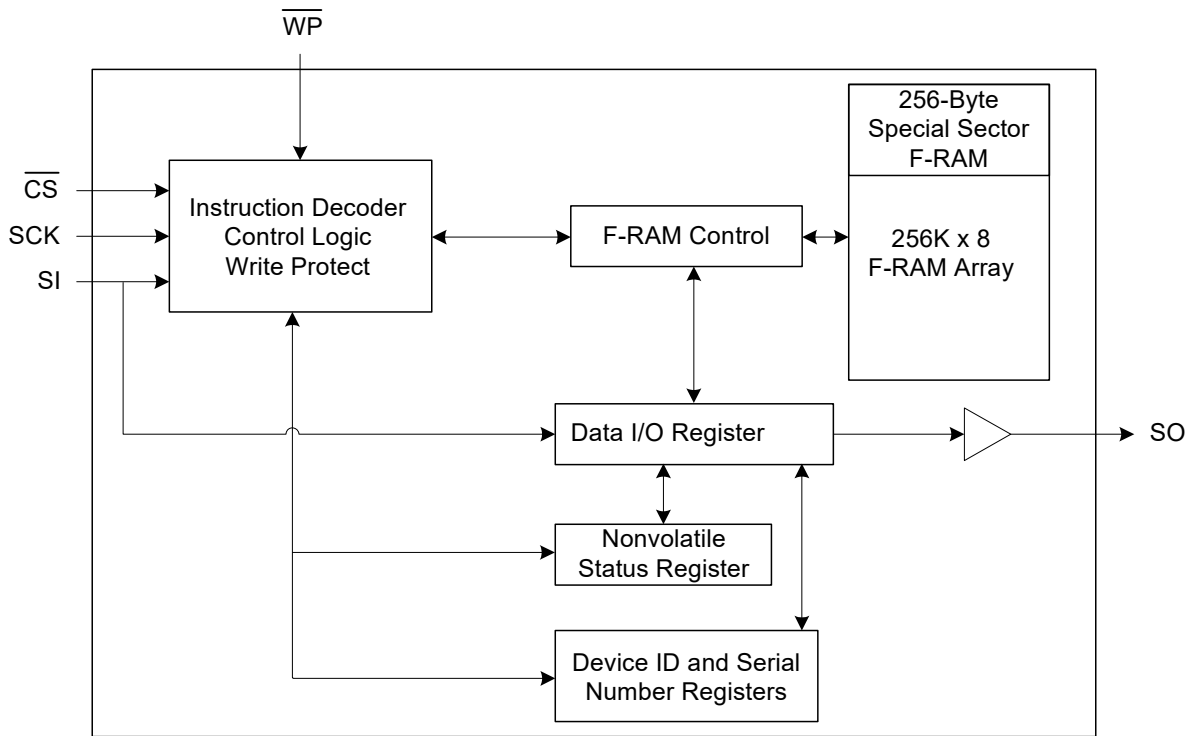 WP
CS
SCK
SI
Instruction Decoder
Control Logic
Write Protect
F-RAM Control
256-Byte
Special Sector
F-RAM
256K x 8
F-RAM Array
Data I/O Register
SO
Nonvolatile
Status Register
Device ID and Serial
Number Registers